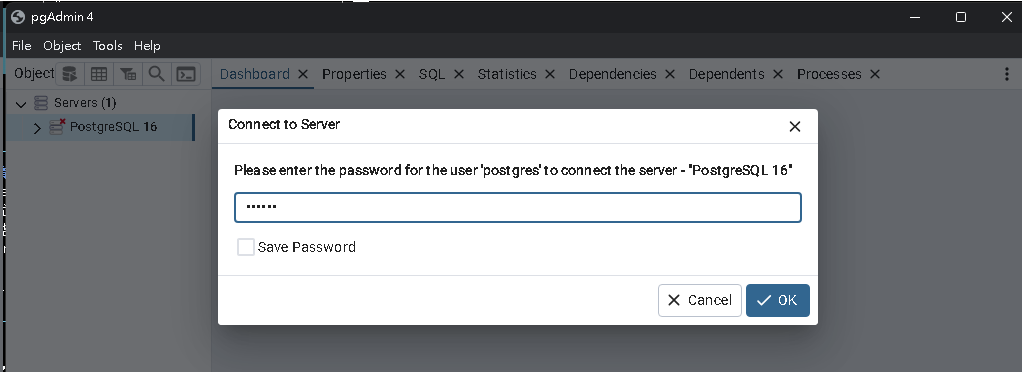 pgAdmin 4
File Object Tools Help
Object Dashboard Properties SQL Statistics Dependencies Dependents Processes
Servers (1)
PostgreSQL 16
Connect to Server
Please enter the password for the user 'postgres' to connect the server - "PostgreSQL 16"
••••••
Save Password
Cancel OK